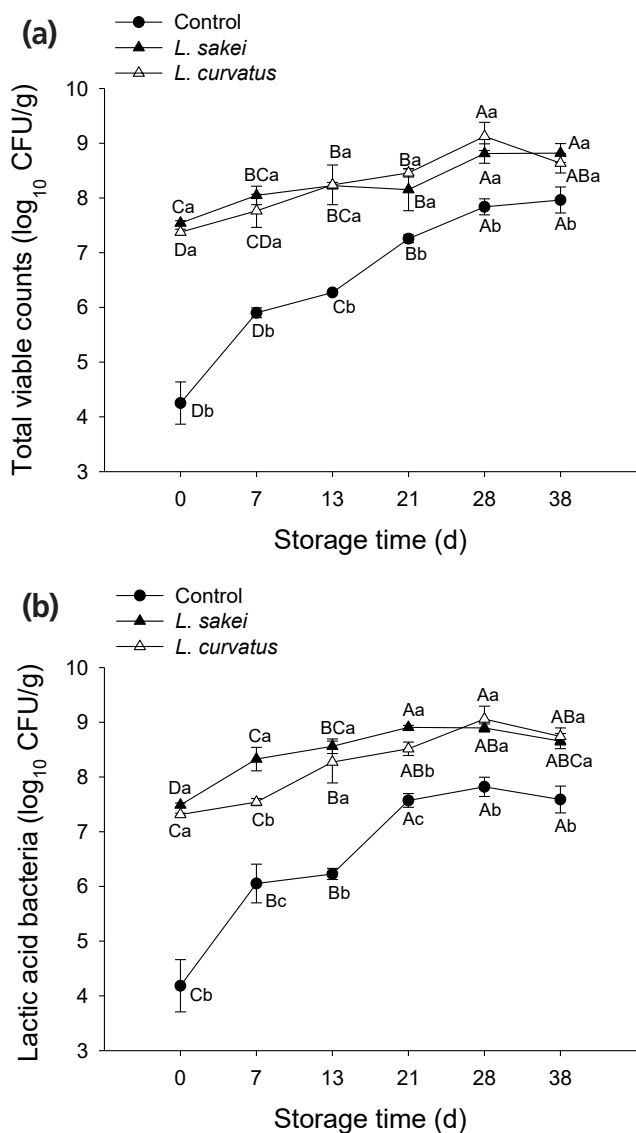 (a)
Control
L. sakei
L. curvatus
Total viable counts (log10 CFU/g)
10
9
8
7
6
5
4
3
Ca
BCa
Ba
Ba
Aa
Aa
Da
CDa
BCa
Ba
Aa
ABa
Db
Db
Cb
Bb
Ab
Ab
0 7 13 21 28 38
Storage time (d)
(b)
Control
L. sakei
L. curvatus
Lactic acid bacteria (log10 CFU/g)
10
9
8
7
6
5
4
3
Da
Ca
BCa
Aa
Aa
ABa
Ca
Cb
Ba
ABb
ABa
ABCa
Cb
Bc
Bb
Ac
Ab
Ab
0 7 13 21 28 38
Storage time (d)